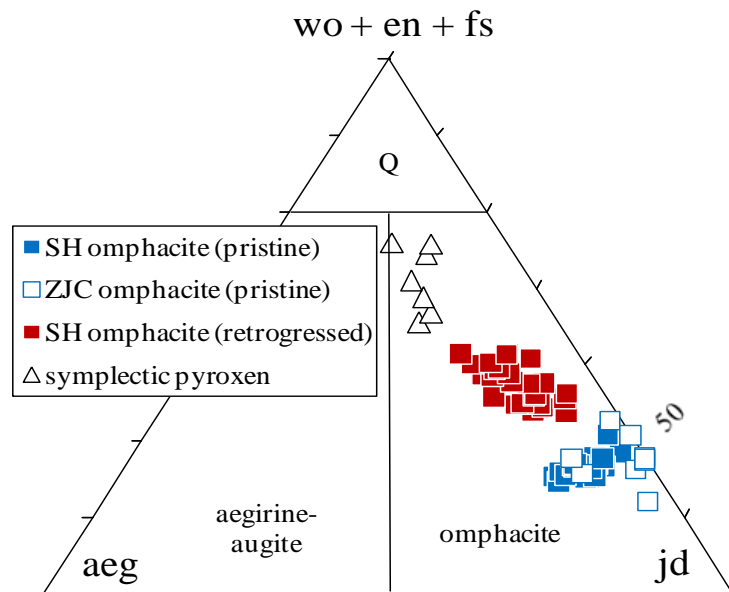 wo + en + fs
Q
SH omphacite (pristine)
ZJC omphacite (pristine)
SH omphacite (retrogressed)
symplectic pyroxen
50
aegirine-
augite
omphacite
aeg
jd